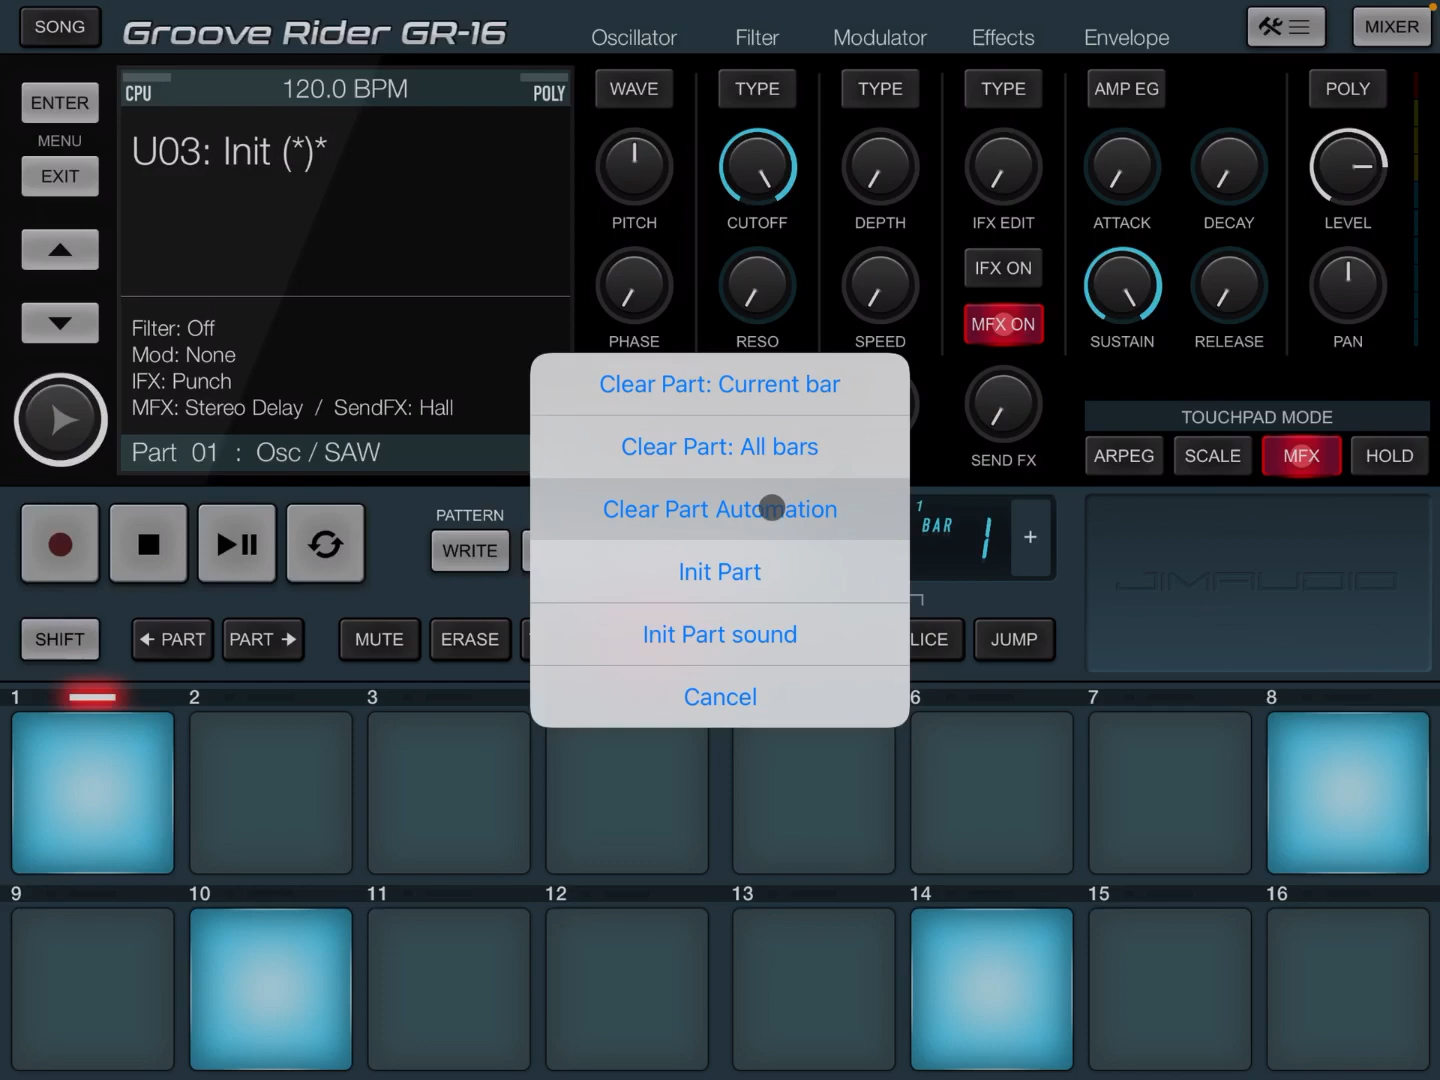 SONG
Groove Rider GR-16
Oscillator
Filter
Modulator
Effects
Envelope
MIXER
ENTER
MENU
EXIT
CPU
120.0 BPM
POLY
U03: Init (*)*
Filter: Off
Mod: None
IFX: Punch
MFX: Stereo Delay / SendFX: Hall
Part 01 : Osc / SAW
WAVE
TYPE
TYPE
TYPE
AMP EG
POLY
PITCH
CUTOFF
DEPTH
IFX EDIT
ATTACK
DECAY
LEVEL
IFX ON
MFX ON
PHASE
RESO
SPEED
SUSTAIN
RELEASE
PAN
SEND FX
TOUCHPAD MODE
ARPEG
SCALE
MFX
HOLD
Clear Part: Current bar
Clear Part: All bars
Clear Part Automation
Init Part
Init Part sound
Cancel
PATTERN
WRITE
1
BAR
1
+
JIMAUDIO
SHIFT
← PART
PART →
MUTE
ERASE
LICE
JUMP
1
2
3
6
7
8
9
10
11
12
13
14
15
16